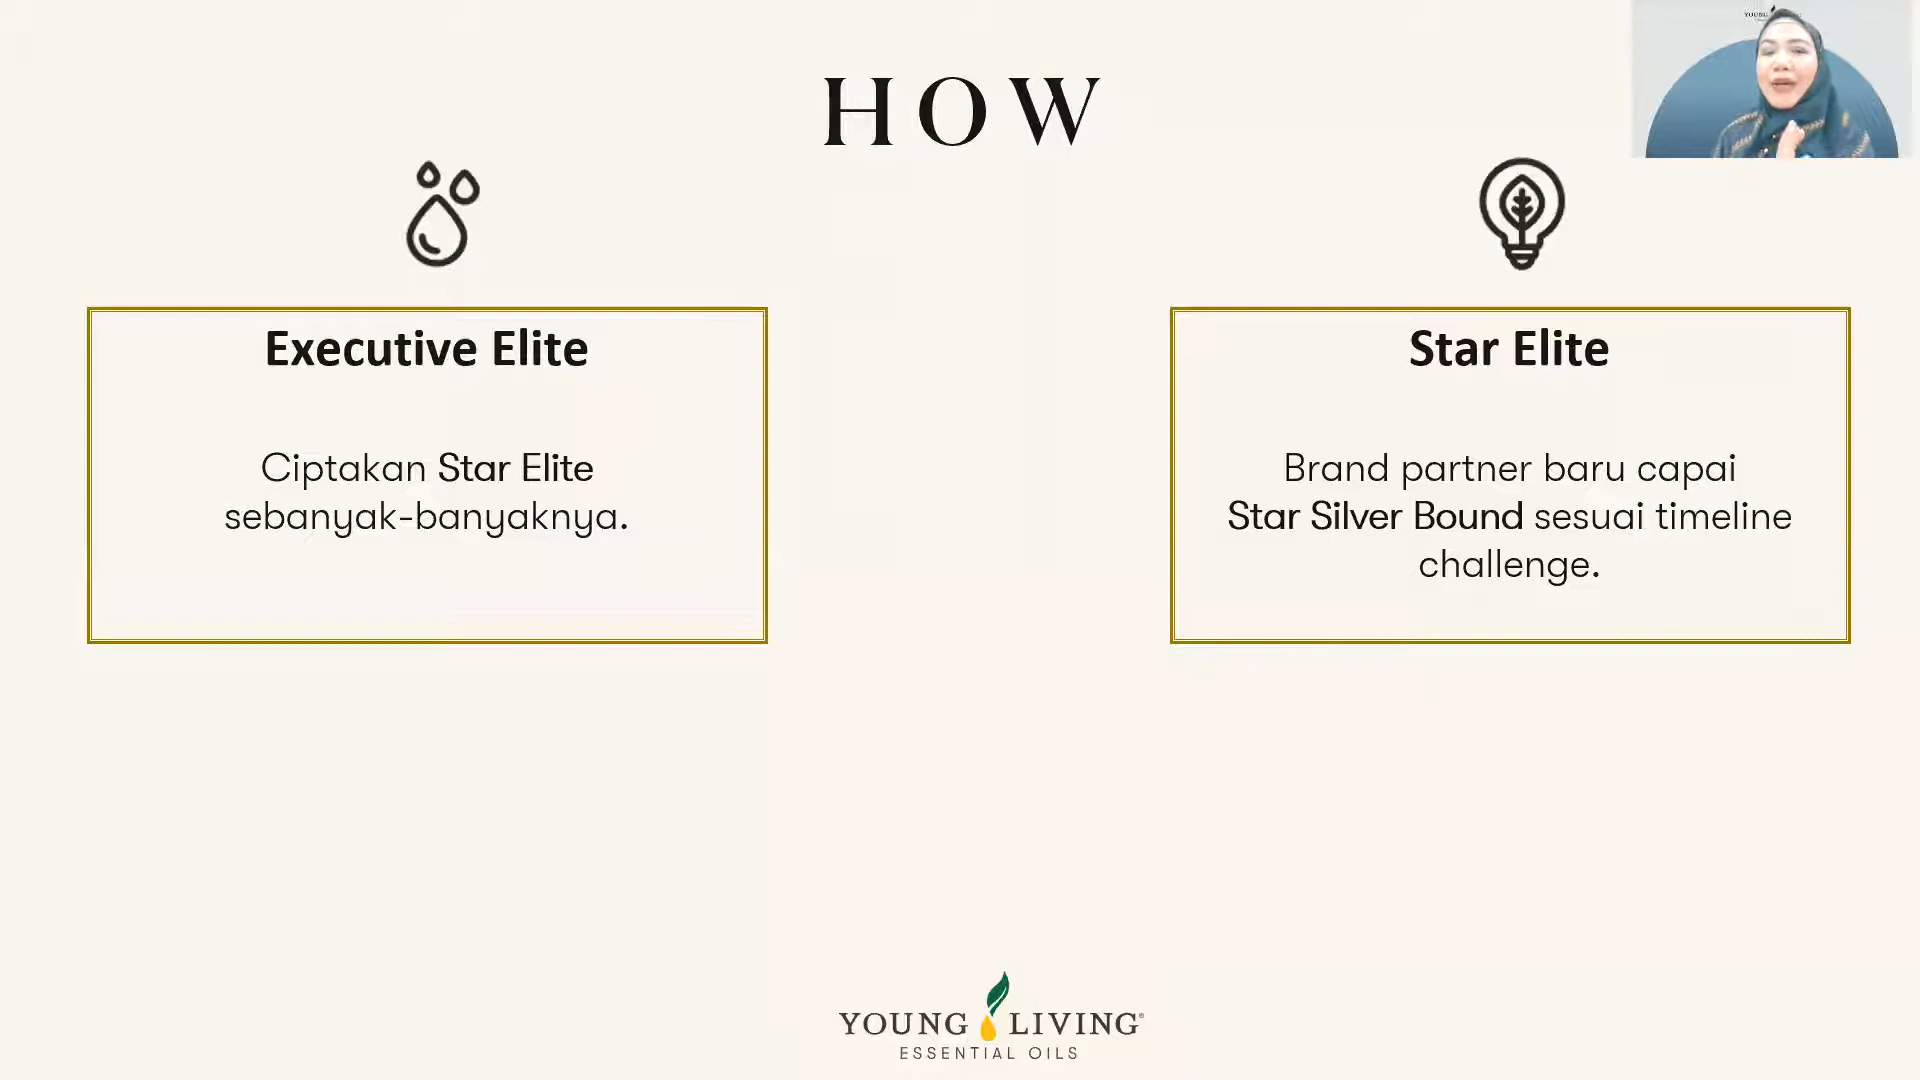 HOW
Executive Elite
Ciptakan Star Elite
sebanyak-banyaknya.
Star Elite
Brand partner baru capai
Star Silver Bound sesuai timeline
challenge.
YOUNG LIVING®
ESSENTIAL OILS
YOUNG